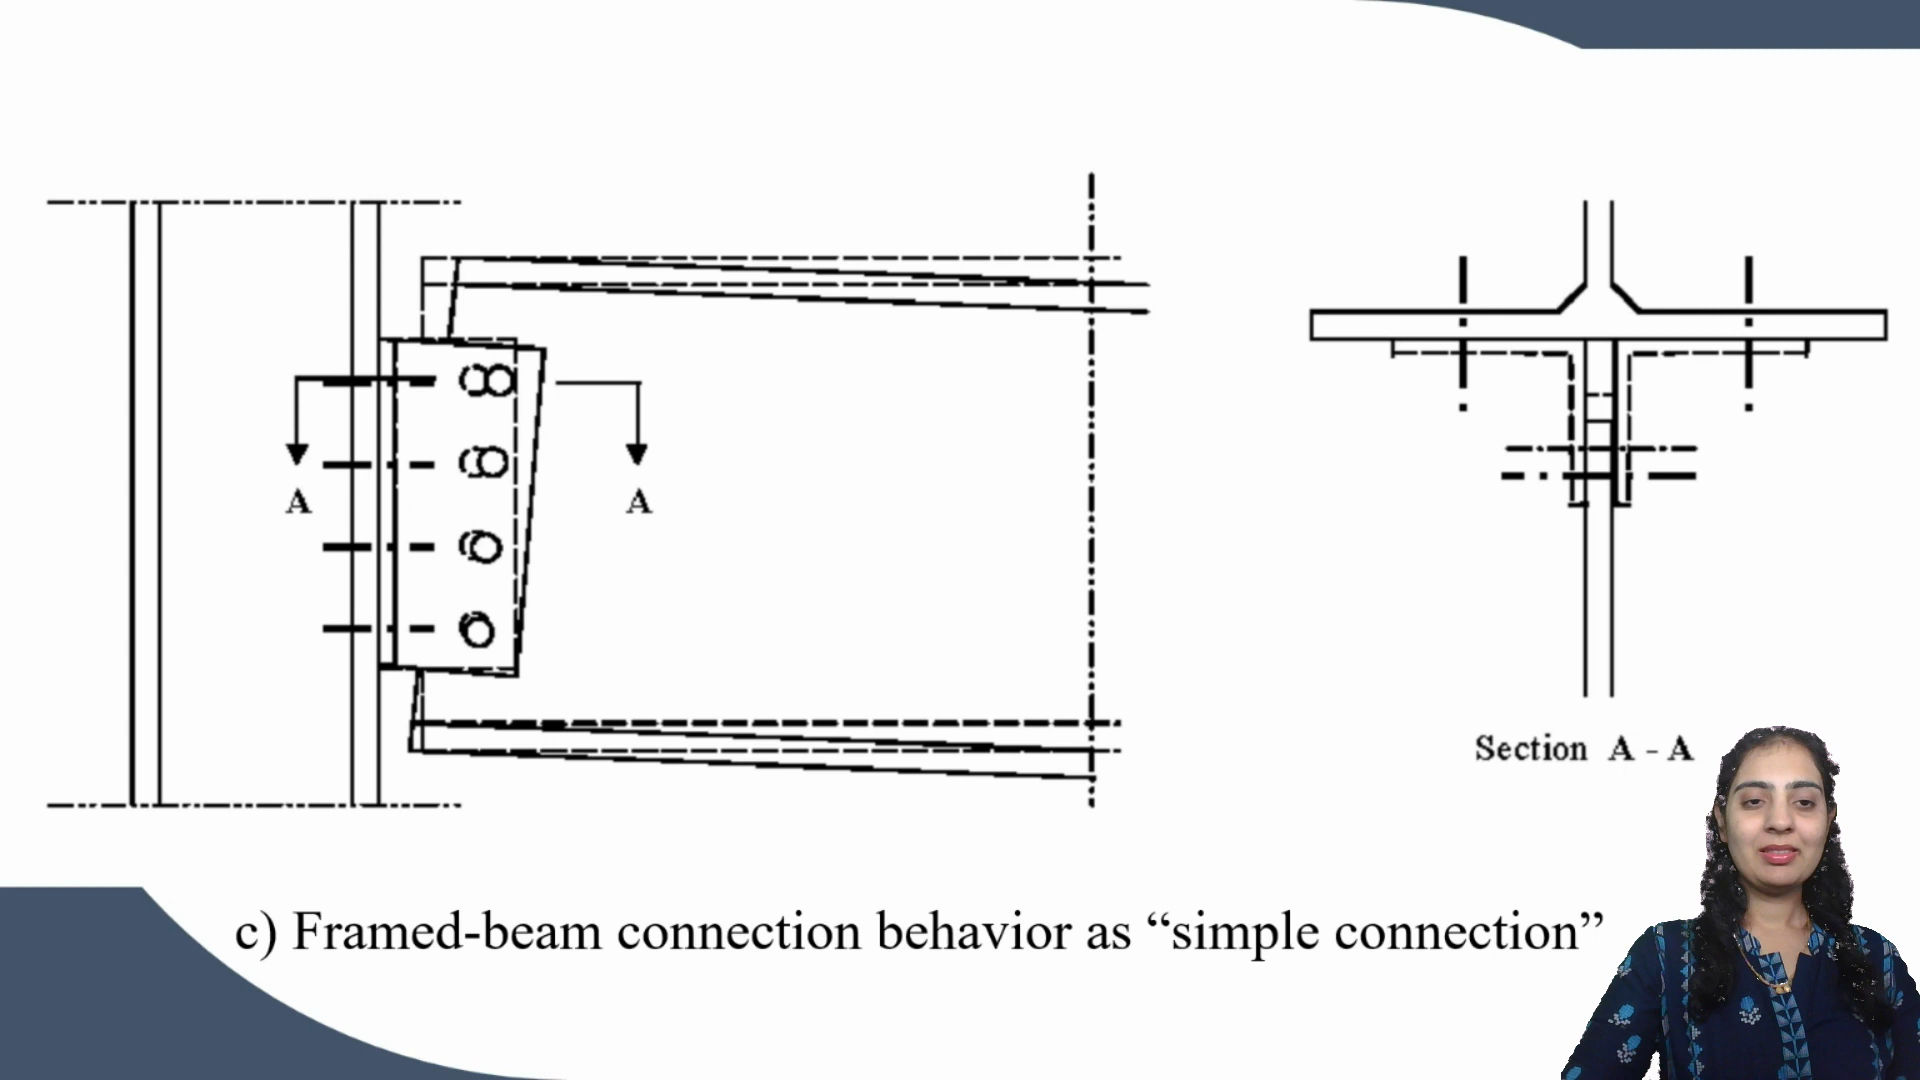 A
A
Section A - A
c) Framed-beam connection behavior as “simple connection”